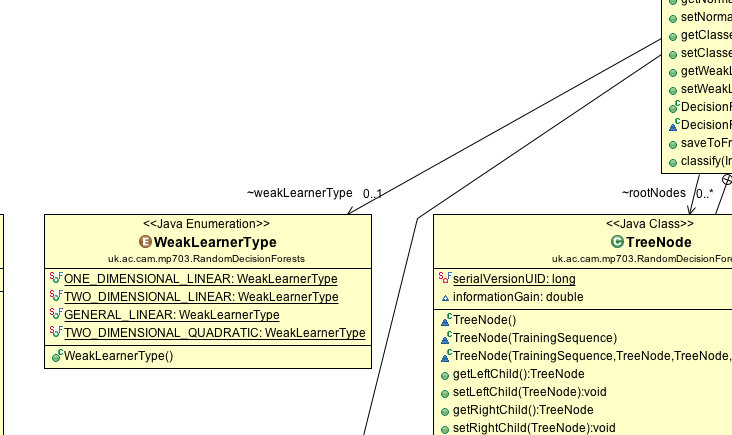 setNorma
getClasse
setClasse
getWeakL
setWeakL
DecisionF
DecisionF
saveToFr
classify(In
~weakLearnerType 0..1
~rootNodes 0..*
<<Java Enumeration>>
WeakLearnerType
uk.ac.cam.mp703.RandomDecisionForests
ONE_DIMENSIONAL_LINEAR: WeakLearnerType
TWO_DIMENSIONAL_LINEAR: WeakLearnerType
GENERAL_LINEAR: WeakLearnerType
TWO_DIMENSIONAL_QUADRATIC: WeakLearnerType
WeakLearnerType()
<<Java Class>>
TreeNode
uk.ac.cam.mp703.RandomDecisionFore
serialVersionUID: long
informationGain: double
TreeNode()
TreeNode(TrainingSequence)
TreeNode(TrainingSequence,TreeNode,TreeNode,
getLeftChild():TreeNode
setLeftChild(TreeNode):void
getRightChild():TreeNode
setRightChild(TreeNode):void